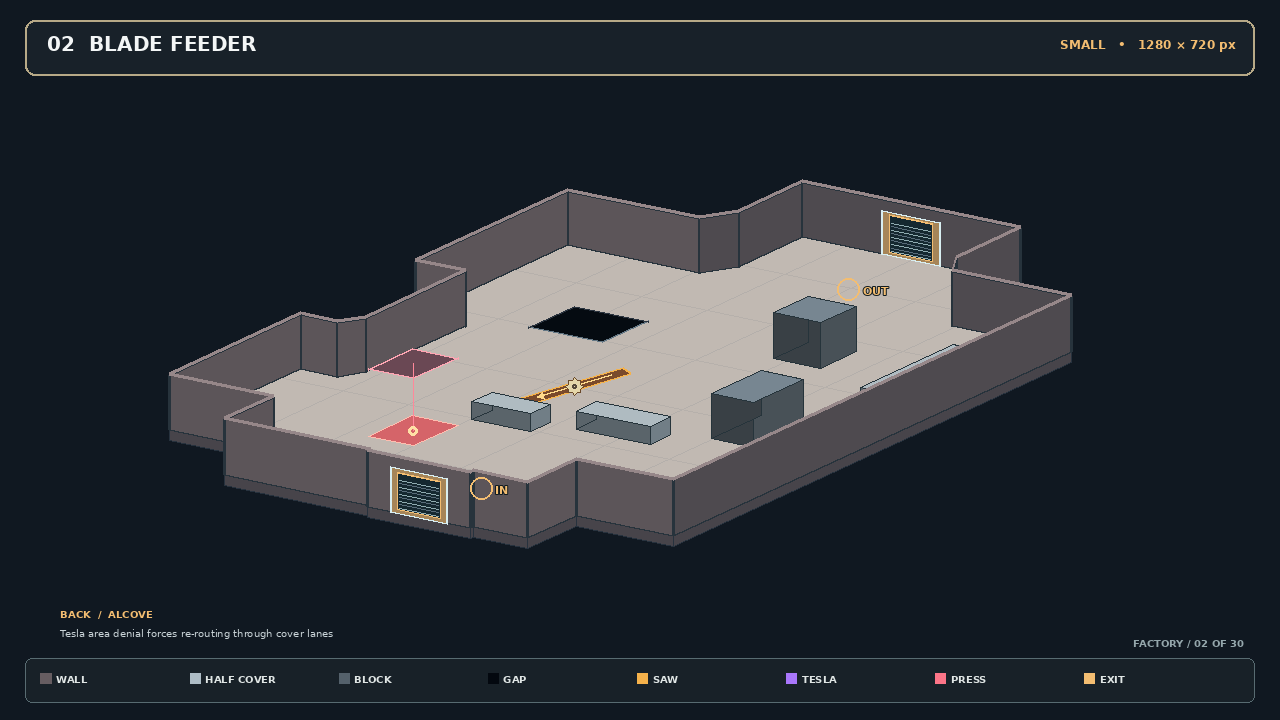 02 BLADE FEEDER
SMALL • 1280 × 720 px
OUT
IN
BACK / ALCOVE
Tesla area denial forces re-routing through cover lanes
FACTORY / 02 OF 30
WALL
HALF COVER
BLOCK
GAP
SAW
TESLA
PRESS
EXIT